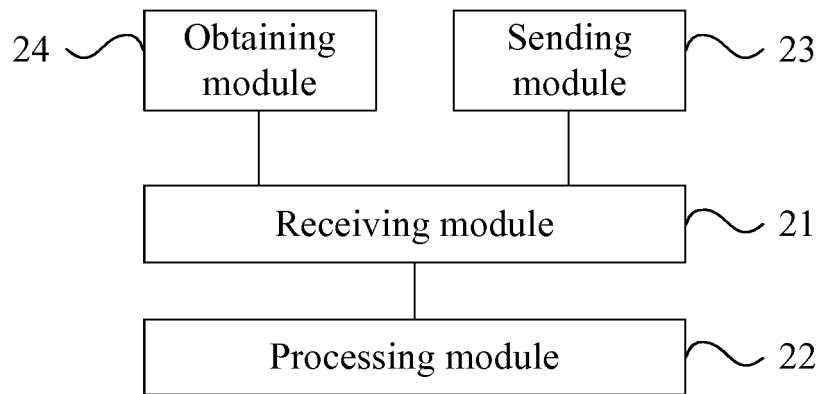 24
Obtaining
module
Sending
module
23
Receiving module
21
Processing module
22